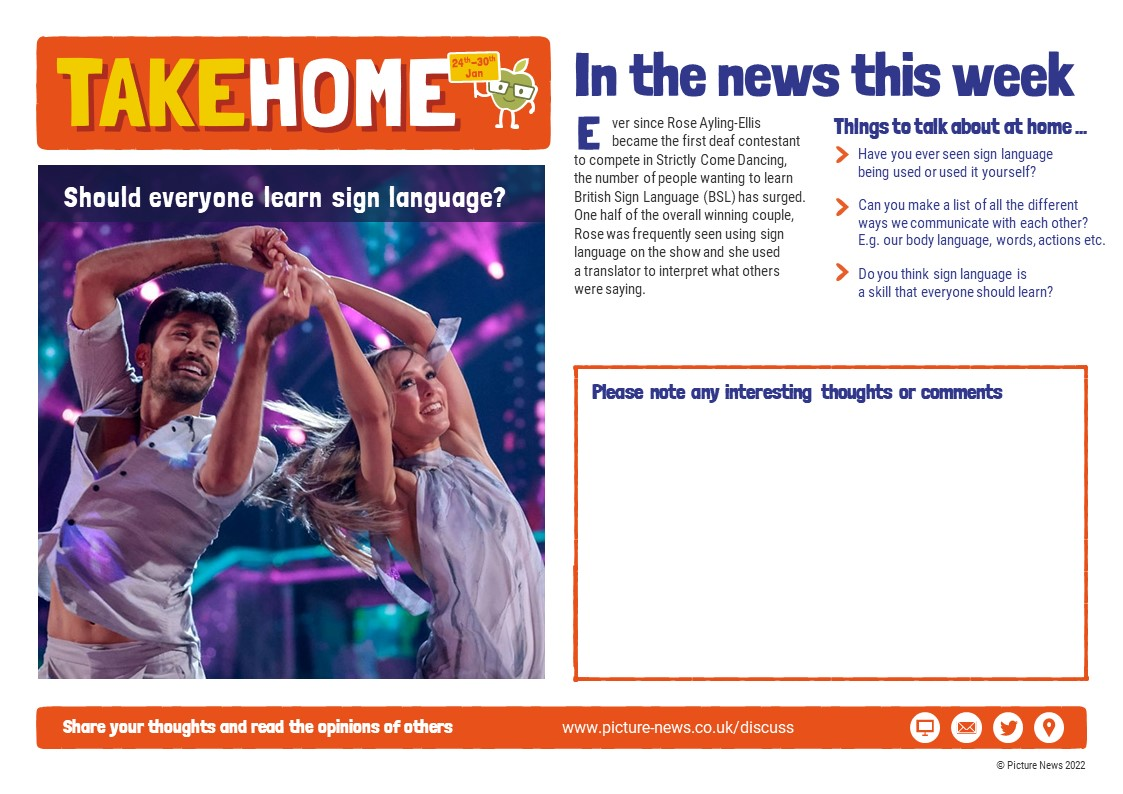 TAKEHOME
24th–30th
Jan
Should everyone learn sign language?
In the news this week
Ever since Rose Ayling-Ellis
became the first deaf contestant
to compete in Strictly Come Dancing,
the number of people wanting to learn
British Sign Language (BSL) has surged.
One half of the overall winning couple,
Rose was frequently seen using sign
language on the show and she used
a translator to interpret what others
were saying.
Things to talk about at home ...
Have you ever seen sign language
being used or used it yourself?
Can you make a list of all the different
ways we communicate with each other?
E.g. our body language, words, actions etc.
Do you think sign language is
a skill that everyone should learn?
Please note any interesting thoughts or comments
Share your thoughts and read the opinions of others
www.picture-news.co.uk/discuss
© Picture News 2022